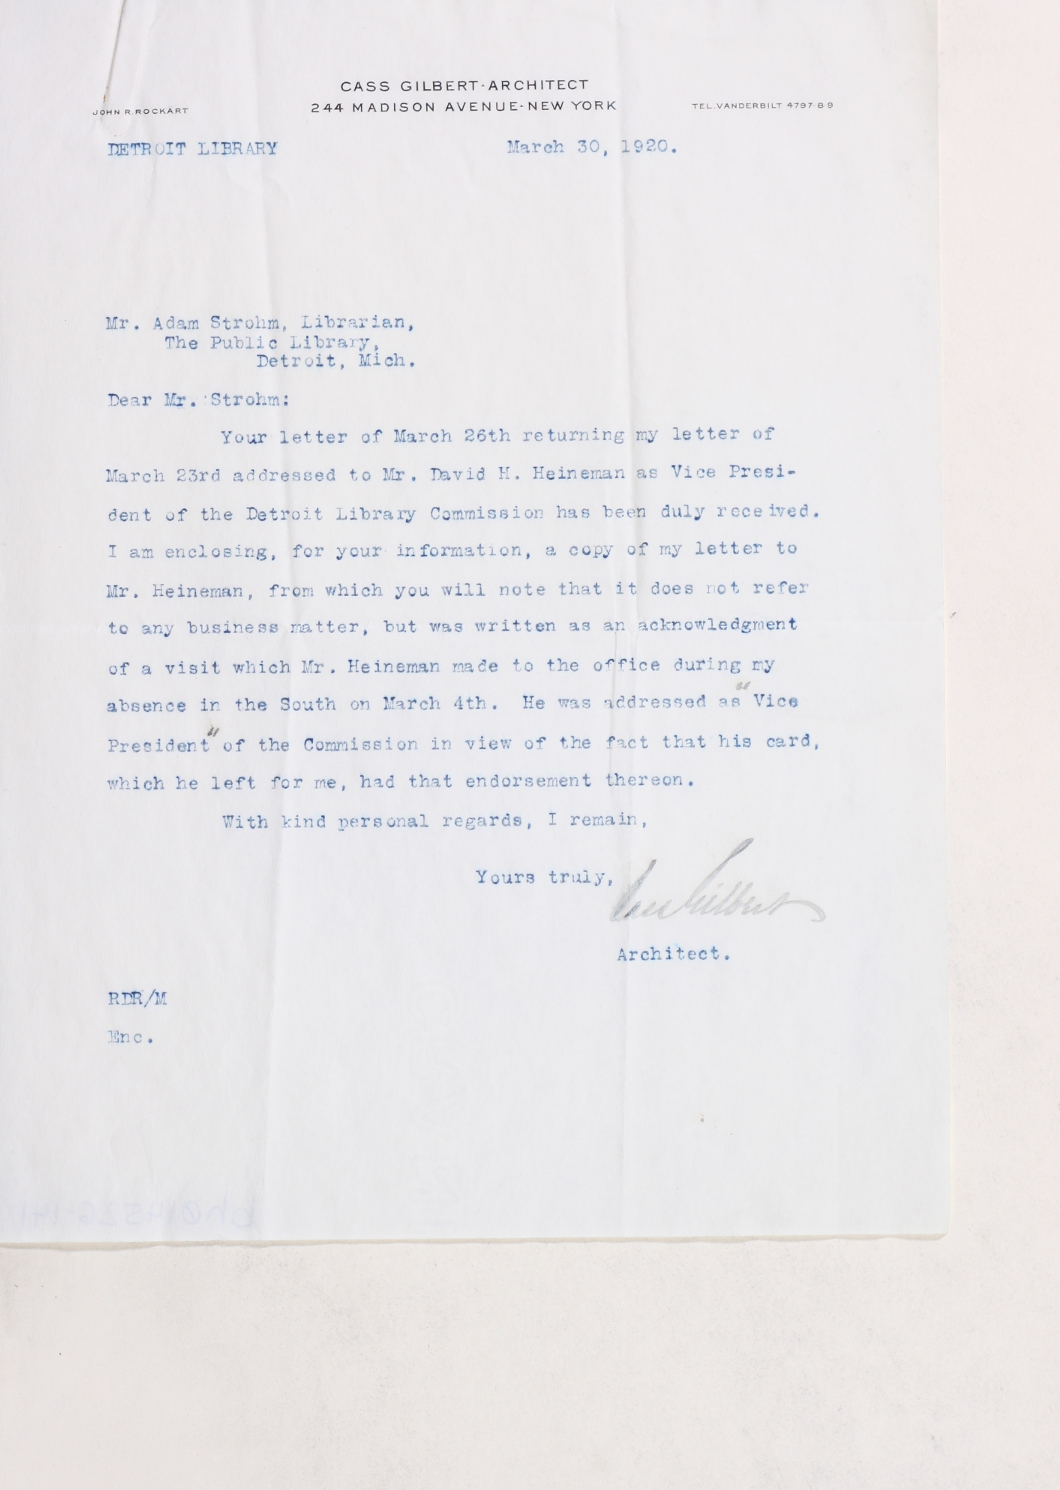 CASS GILBERT·ARCHITECT
244 MADISON AVENUE·NEW YORK
JOHN R. ROCKART
TEL. VANDERBILT 4797-8-9
DETROIT LIBRARY March 30, 1920.
Mr. Adam Strohm, Librarian,
The Public Library,
Detroit, Mich.
Dear Mr. Strohm:
Your letter of March 26th returning my letter of
March 23rd addressed to Mr. David H. Heineman as Vice Presi-
dent of the Detroit Library Commission has been duly received.
I am enclosing, for your information, a copy of my letter to
Mr. Heineman, from which you will note that it does not refer
to any business matter, but was written as an acknowledgment
of a visit which Mr. Heineman made to the office during my
absence in the South on March 4th. He was addressed as "Vice
President" of the Commission in view of the fact that his card,
which he left for me, had that endorsement thereon.
With kind personal regards, I remain,
Yours truly,
Cass Gilbert
Architect.
RDR/M
Enc.